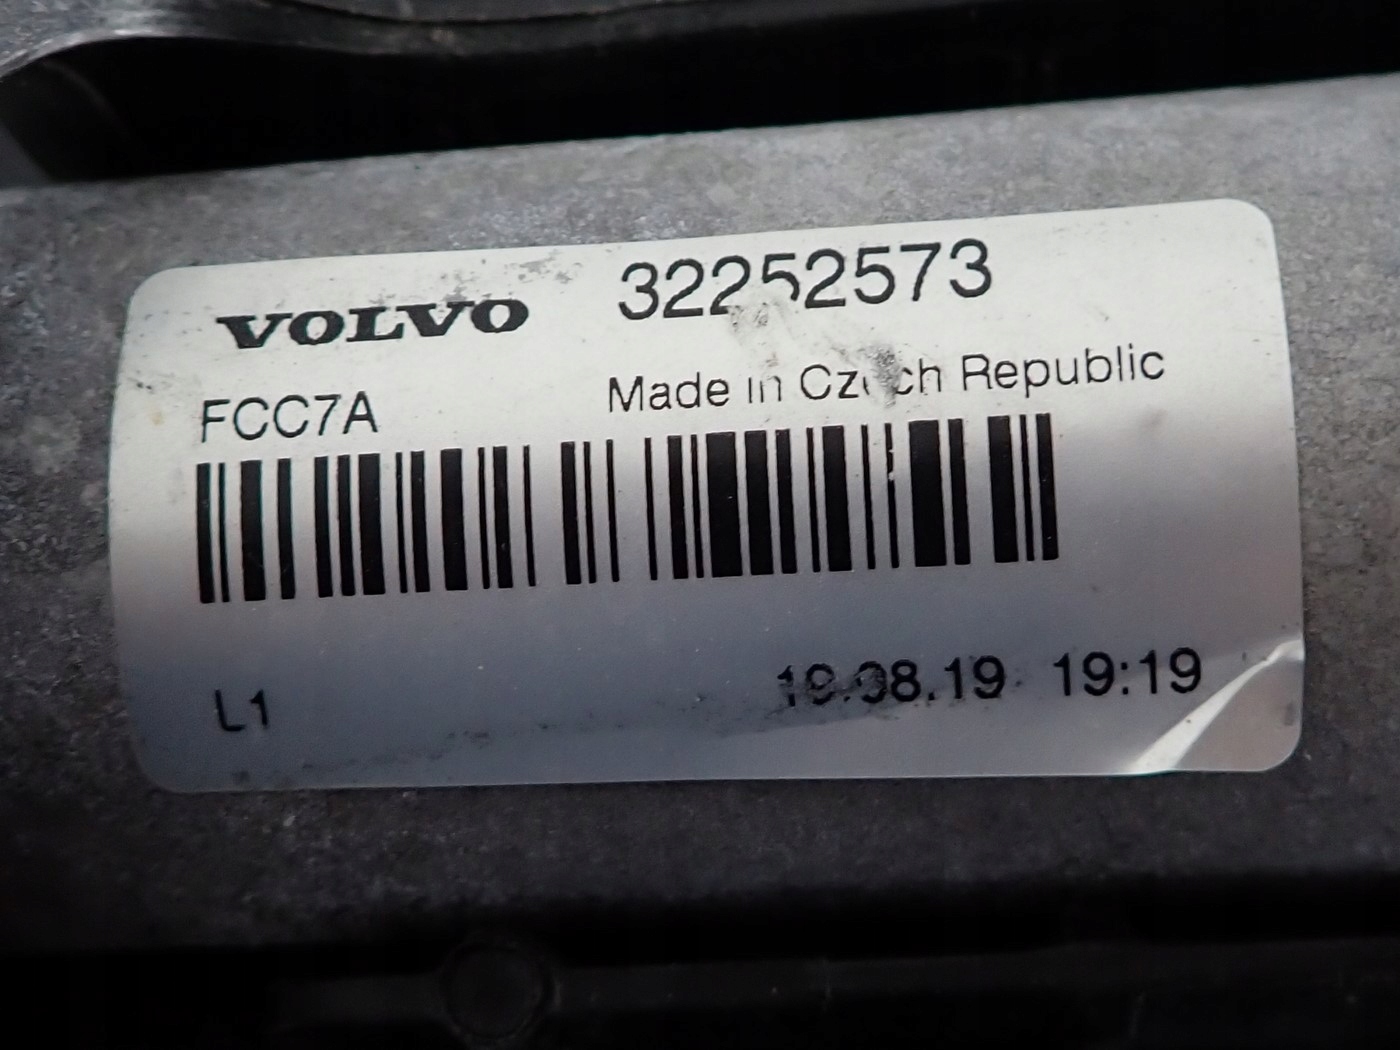 VOLVO 32252573
FCC7A Made in Czech Republic
L1 19.08.19 19:19